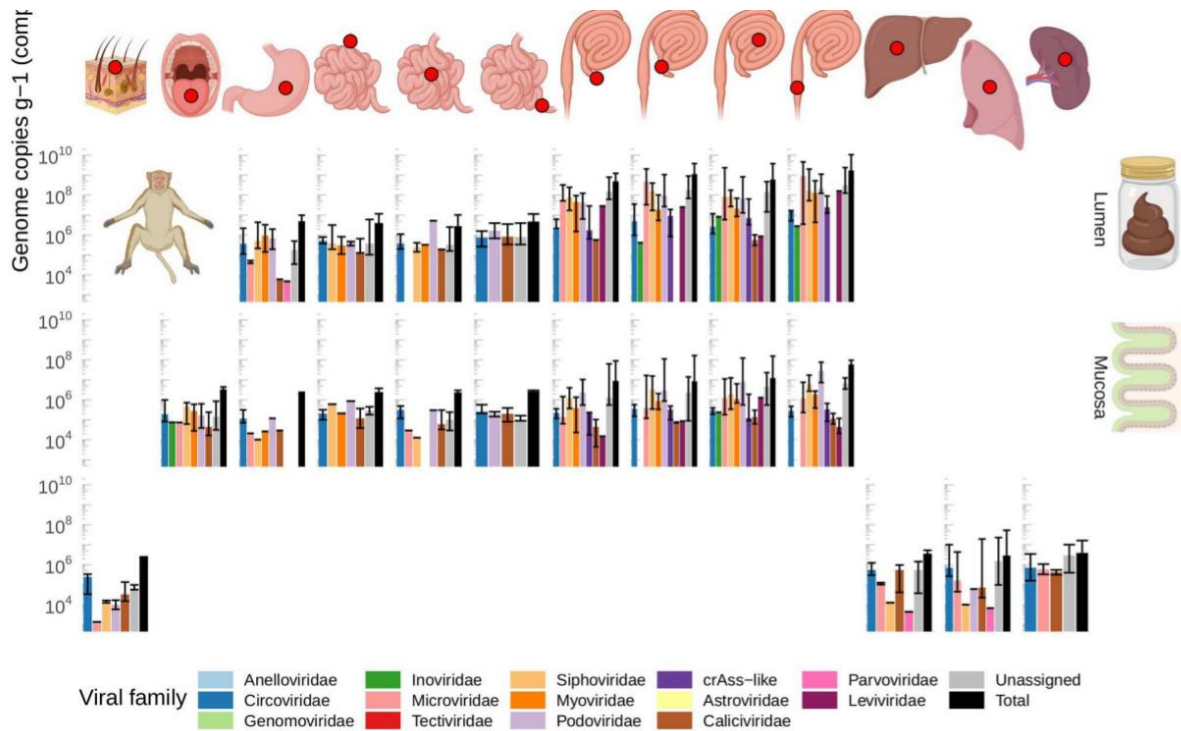 Genome copies g-1 (comp
Lumen
10^10
10^8
10^6
10^4
Mucosa
10^10
10^8
10^6
10^4
10^10
10^8
10^6
10^4
Viral family
Anelloviridae
Circoviridae
Genomoviridae
Inoviridae
Microviridae
Tectiviridae
Siphoviridae
Myoviridae
Podoviridae
crAss-like
Astroviridae
Caliciviridae
Parvoviridae
Leviviridae
Unassigned
Total